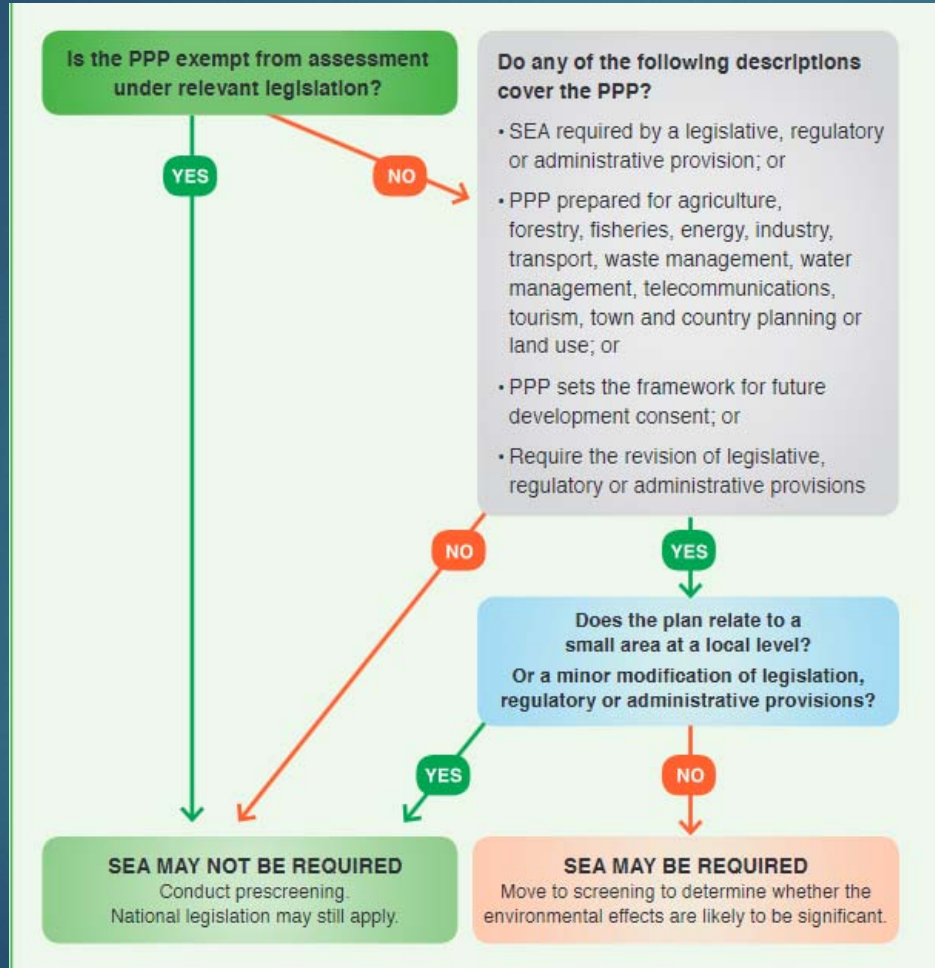 Is the PPP exempt from assessment
under relevant legislation?
YES
NO
Do any of the following descriptions
cover the PPP?
• SEA required by a legislative, regulatory
or administrative provision; or
• PPP prepared for agriculture,
forestry, fisheries, energy, industry,
transport, waste management, water
management, telecommunications,
tourism, town and country planning or
land use; or
• PPP sets the framework for future
development consent; or
• Require the revision of legislative,
regulatory or administrative provisions
NO
YES
Does the plan relate to a
small area at a local level?
Or a minor modification of legislation,
regulatory or administrative provisions?
YES
NO
SEA MAY NOT BE REQUIRED
Conduct prescreening.
National legislation may still apply.
SEA MAY BE REQUIRED
Move to screening to determine whether the
environmental effects are likely to be significant.